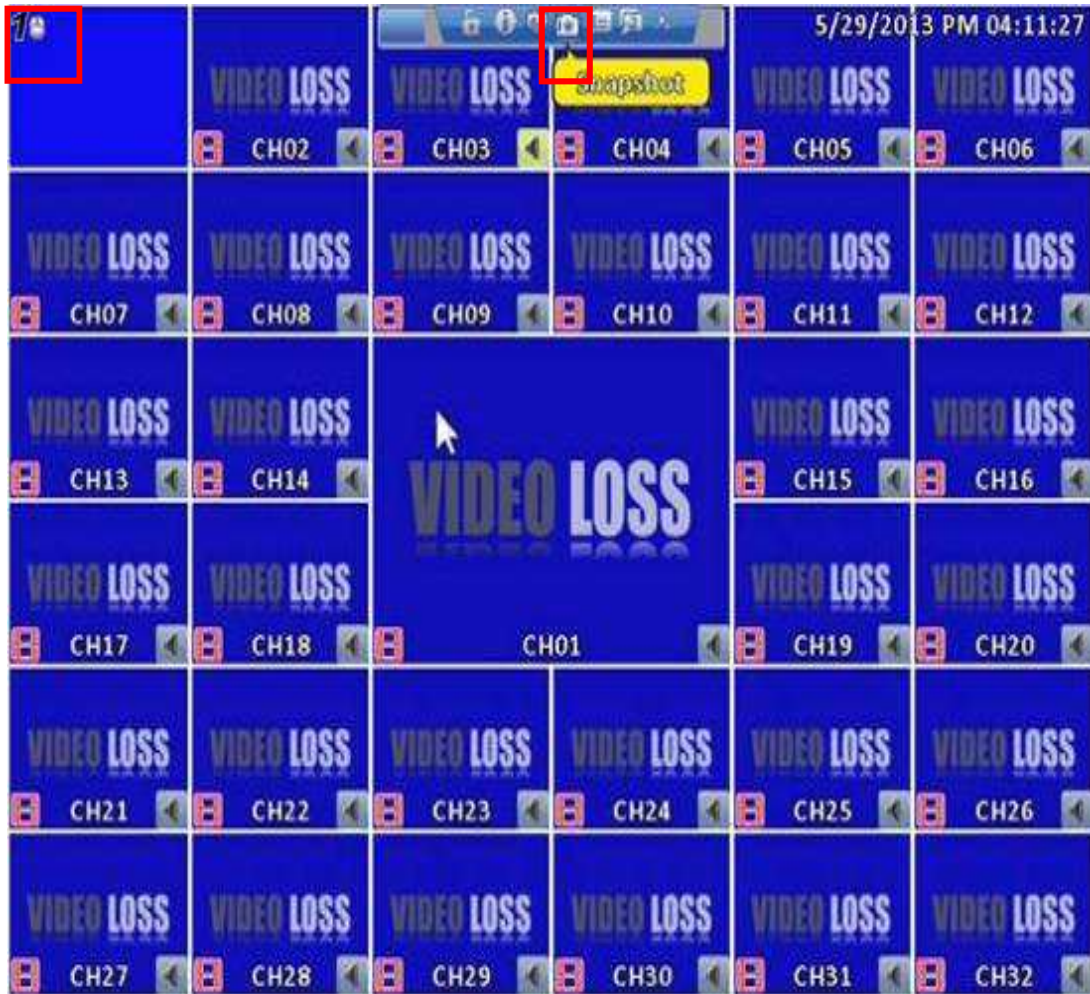 1
5/29/2013 PM 04:11:27
Snapshot
VIDEO LOSS VIDEO LOSS VIDEO LOSS VIDEO LOSS
CH02 CH03 CH04 CH05 CH06
VIDEO LOSS VIDEO LOSS VIDEO LOSS VIDEO LOSS VIDEO LOSS VIDEO LOSS
CH07 CH08 CH09 CH10 CH11 CH12
VIDEO LOSS VIDEO LOSS VIDEO LOSS VIDEO LOSS
CH13 CH14 CH15 CH16
VIDEO LOSS
VIDEO LOSS VIDEO LOSS VIDEO LOSS VIDEO LOSS
CH17 CH18 CH01 CH19 CH20
VIDEO LOSS VIDEO LOSS VIDEO LOSS VIDEO LOSS VIDEO LOSS VIDEO LOSS
CH21 CH22 CH23 CH24 CH25 CH26
VIDEO LOSS VIDEO LOSS VIDEO LOSS VIDEO LOSS VIDEO LOSS VIDEO LOSS
CH27 CH28 CH29 CH30 CH31 CH32